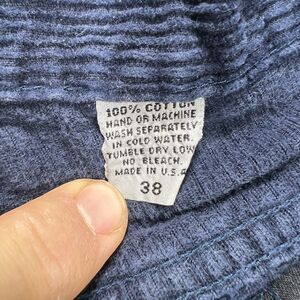 100% COTTON
HAND OR MACHINE
WASH SEPARATELY
IN COLD WATER.
TUMBLE DRY LOW
NO BLEACH.
MADE IN U.S.A
38